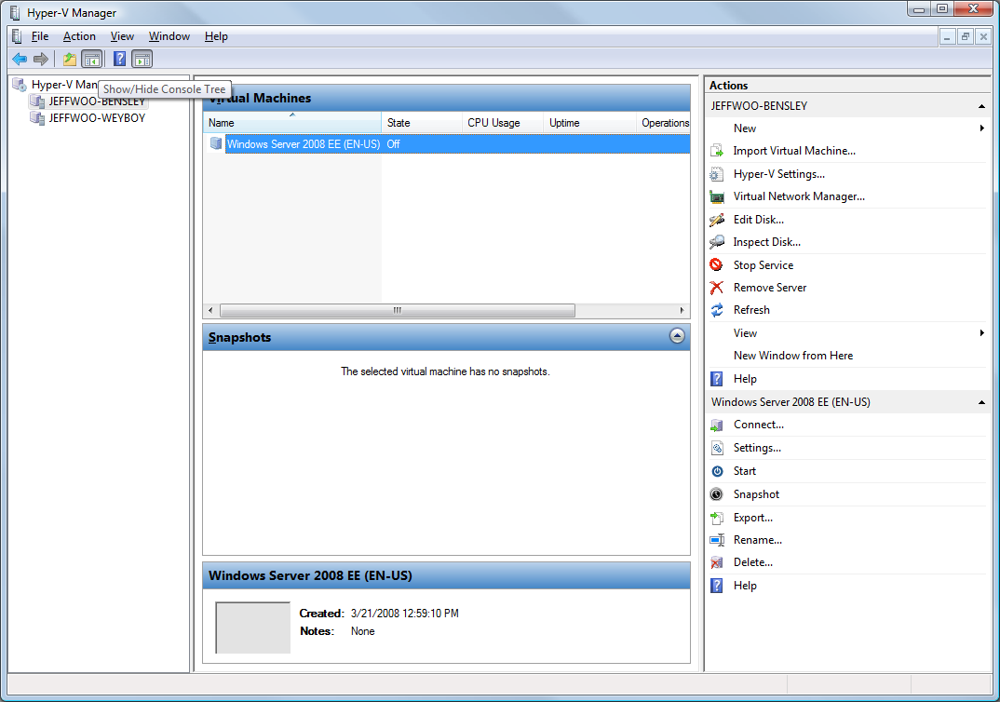 Hyper-V Manager
File Action View Window Help
Hyper-V Man
Show/Hide Console Tree
JEFFWOO-BENSLEY
JEFFWOO-WEYBOY
Virtual Machines
Name State CPU Usage Uptime Operations
Windows Server 2008 EE (EN-US) Off
Snapshots
The selected virtual machine has no snapshots.
Windows Server 2008 EE (EN-US)
Created: 3/21/2008 12:59:10 PM
Notes: None
Actions
JEFFWOO-BENSLEY
New
Import Virtual Machine...
Hyper-V Settings...
Virtual Network Manager...
Edit Disk...
Inspect Disk...
Stop Service
Remove Server
Refresh
View
New Window from Here
Help
Windows Server 2008 EE (EN-US)
Connect...
Settings...
Start
Snapshot
Export...
Rename...
Delete...
Help